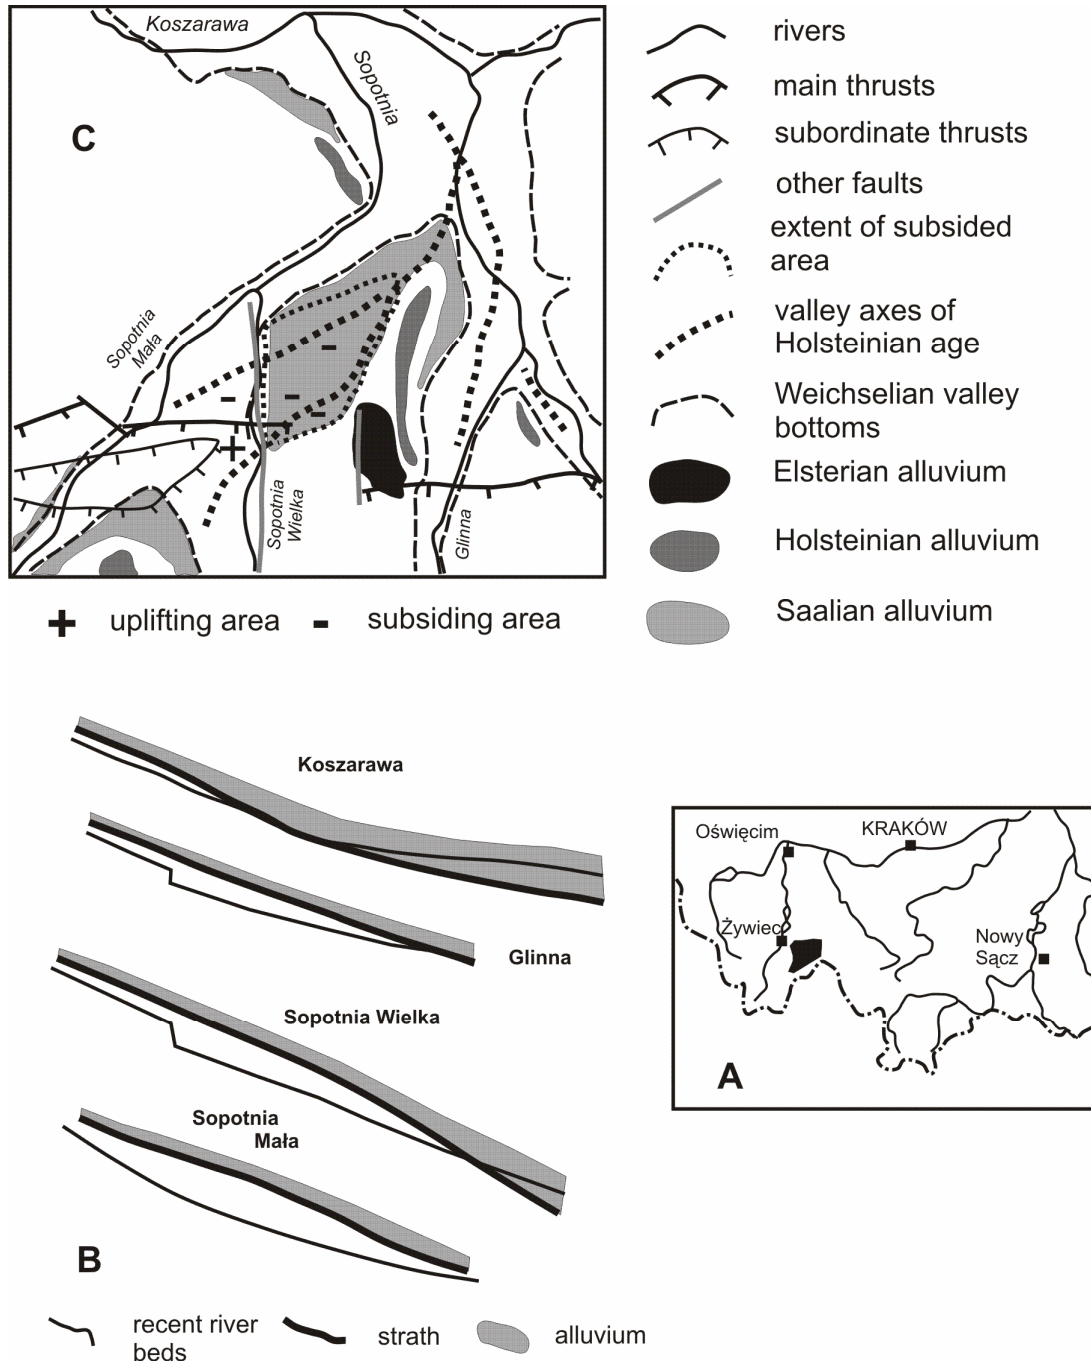 Koszarawa
Sopotnia
C
Sopotnia
Mała
Sopotnia
Wielka
Glinna
rivers
main thrusts
subordinate thrusts
other faults
extent of subsided
area
valley axes of
Holsteinian age
Weichselian valley
bottoms
Elsterian alluvium
Holsteinian alluvium
Saalian alluvium
+ uplifting area - subsiding area
Koszarawa
Glinna
Sopotnia Wielka
Sopotnia
Mała
B
recent river
beds
strath
alluvium
Oświęcim
KRAKÓW
Żywiec
Nowy
Sącz
A